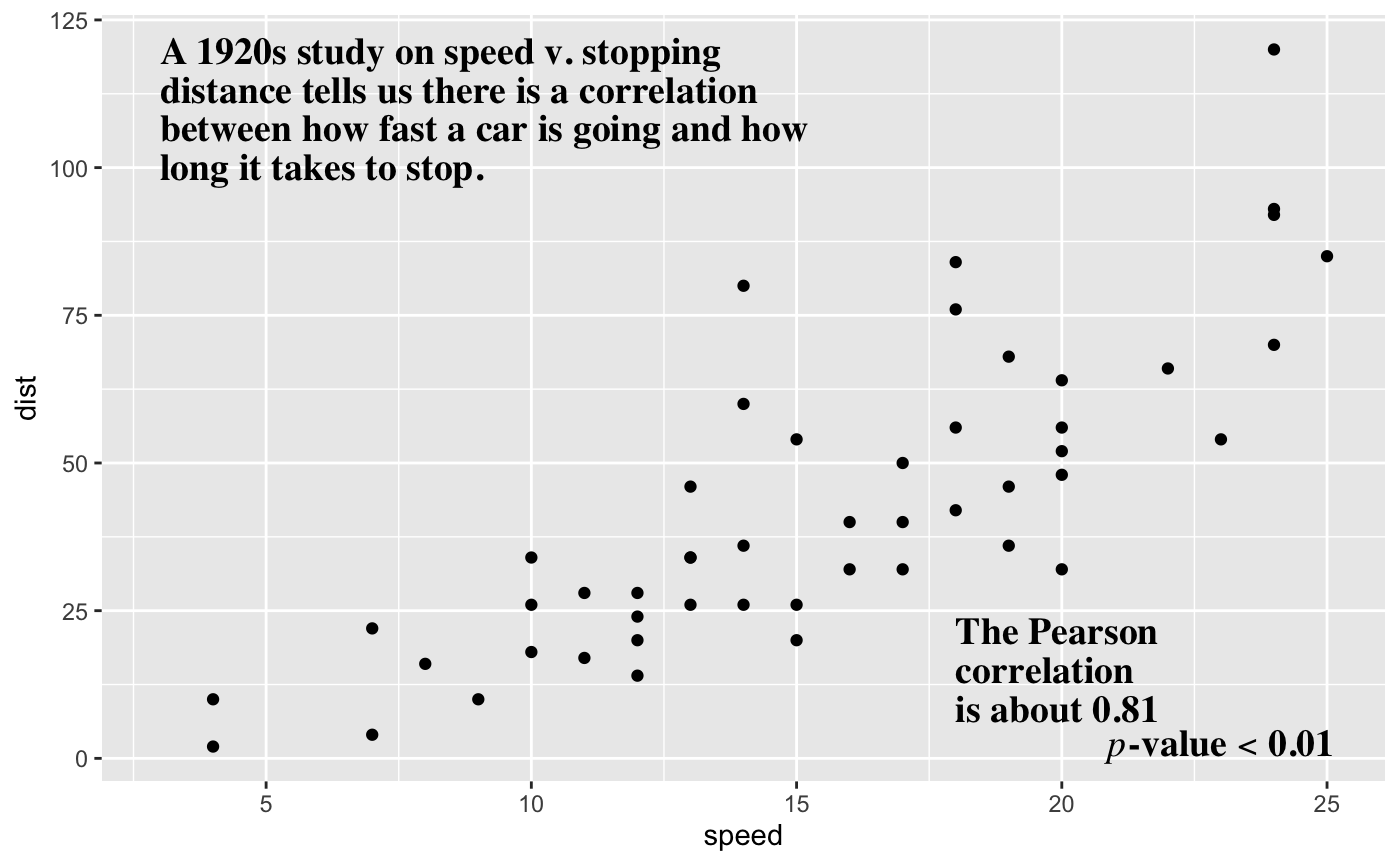 125
100
75
50
25
0
dist
A 1920s study on speed v. stopping
distance tells us there is a correlation
between how fast a car is going and how
long it takes to stop.
The Pearson
correlation
is about 0.81
p-value < 0.01
5 10 15 20 25
speed